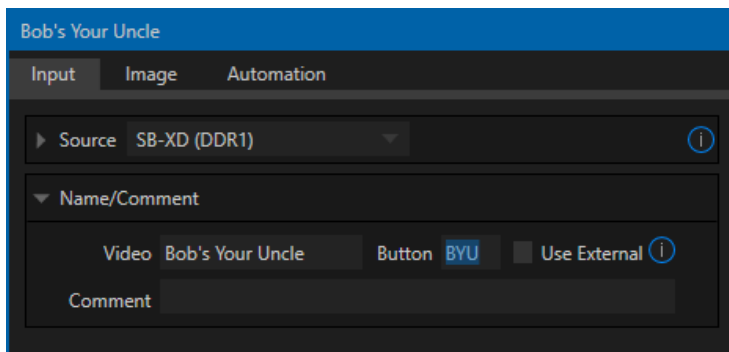 Bob's Your Uncle
Input Image Automation
Source SB-XD (DDR1)
Name/Comment
Video Bob's Your Uncle Button BYU Use External
Comment